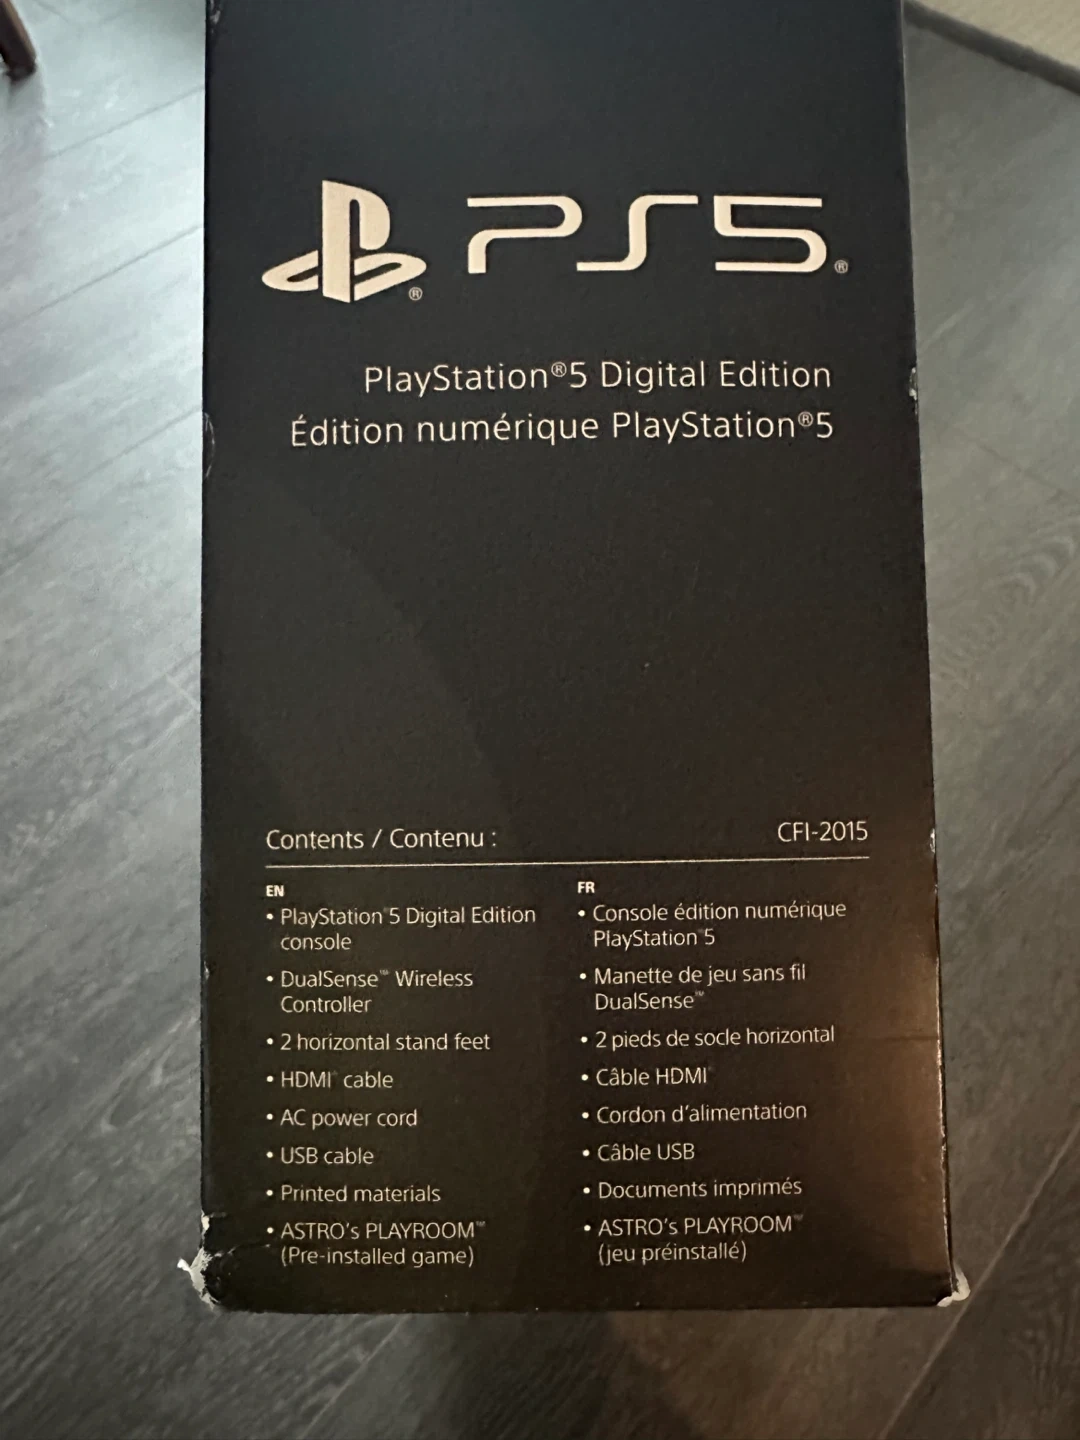 PS5®
PlayStation®5 Digital Edition
Édition numérique PlayStation®5
Contents / Contenu :
CFI-2015
EN
• PlayStation®5 Digital Edition
console
• DualSense™ Wireless
Controller
• 2 horizontal stand feet
• HDMI® cable
• AC power cord
• USB cable
• Printed materials
• ASTRO's PLAYROOM™
(Pre-installed game)
FR
• Console édition numérique
PlayStation®5
• Manette de jeu sans fil
DualSense™
• 2 pieds de socle horizontal
• Câble HDMI
• Cordon d'alimentation
• Câble USB
• Documents imprimés
• ASTRO's PLAYROOM™
(jeu préinstallé)